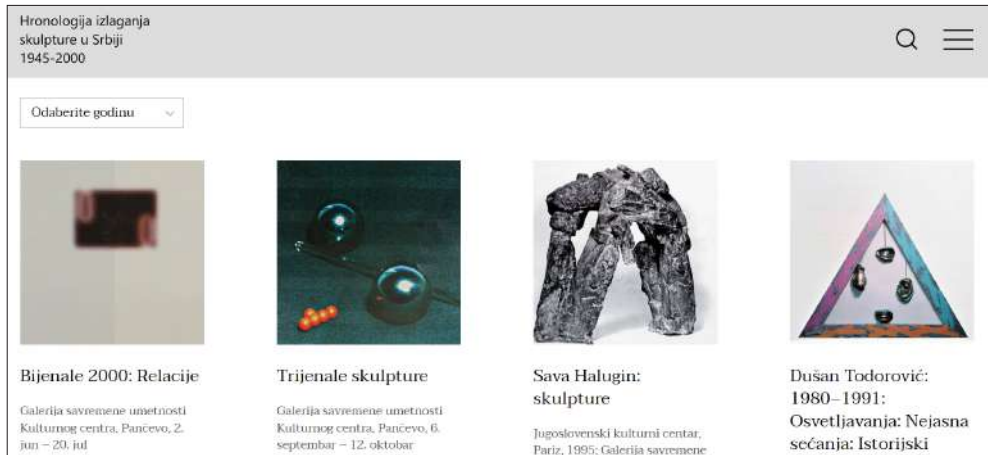 Hronologija izlaganja
skulpture u Srbiji
1945-2000
Odaberite godinu
Bijenale 2000: Relacije
Galerija savremene umetnosti
Kulturnog centra, Pančevo, 2.
jun – 20. jul
Trijenale skulpture
Galerija savremene umetnosti
Kulturnog centra, Pančevo, 6.
septembar – 12. oktobar
Sava Halugin:
skulpture
Jugoslovenski kulturni centar,
Pariz, 1995; Galerija savremene
Dušan Todorović:
1980–1991:
Osvetljavanja: Nejasna
sećanja: Istorijski